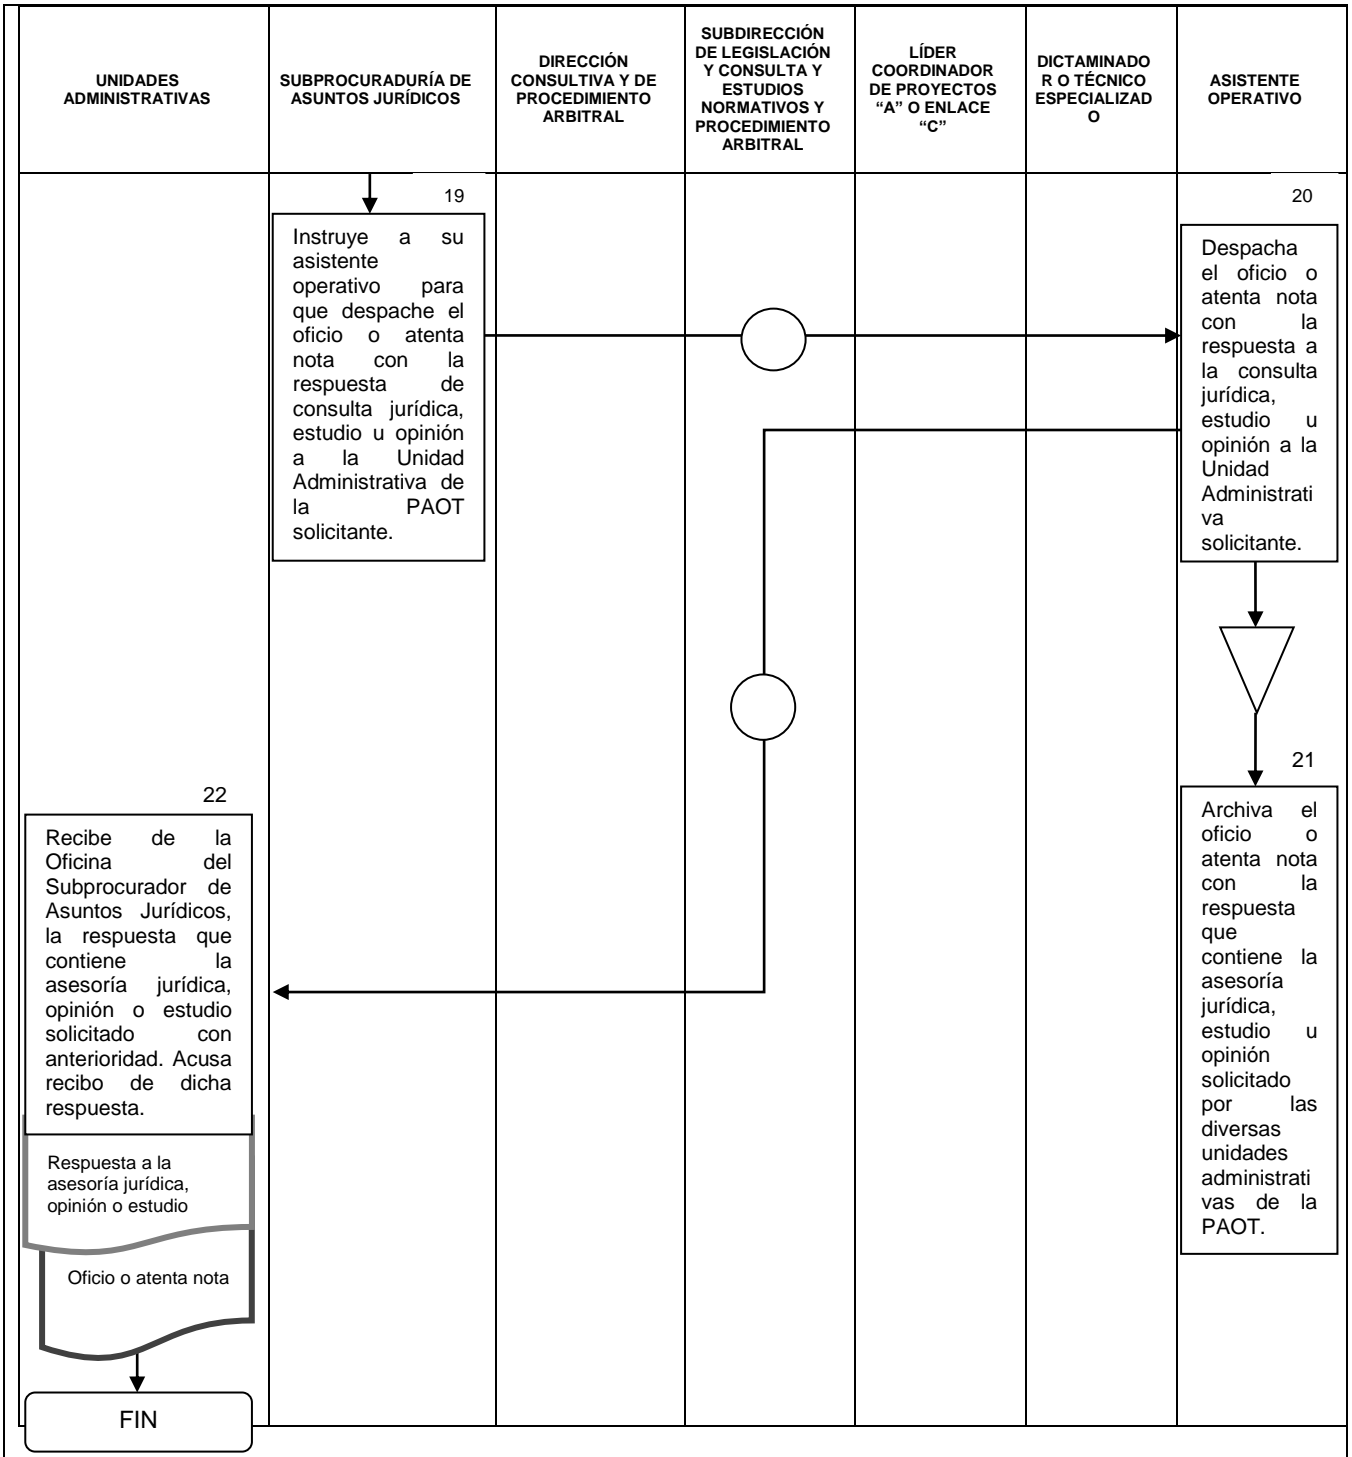 UNIDADES
ADMINISTRATIVAS
SUBPROCURADURÍA DE
ASUNTOS JURÍDICOS
DIRECCIÓN
CONSULTIVA Y DE
PROCEDIMIENTO
ARBITRAL
SUBDIRECCIÓN
DE LEGISLACIÓN
Y CONSULTA Y
ESTUDIOS
NORMATIVOS Y
PROCEDIMIENTO
ARBITRAL
LÍDER
COORDINADOR
DE PROYECTOS
“A” O ENLACE
“C”
DICTAMINADO
R O TÉCNICO
ESPECIALIZAD
O
ASISTENTE
OPERATIVO
19
Instruye a su
asistente
operativo para
que despache el
oficio o atenta
nota con la
respuesta de
consulta jurídica,
estudio u opinión
a la Unidad
Administrativa de
la PAOT
solicitante.
20
Despacha
el oficio o
atenta nota
con la
respuesta a
la consulta
jurídica,
estudio u
opinión a la
Unidad
Administrati
va
solicitante.
21
Archiva el
oficio o
atenta nota
con la
respuesta
que
contiene la
asesoría
jurídica,
estudio u
opinión
solicitado
por las
diversas
unidades
administrati
vas de la
PAOT.
22
Recibe de la
Oficina del
Subprocurador de
Asuntos Jurídicos,
la respuesta que
contiene la
asesoría jurídica,
opinión o estudio
solicitado con
anterioridad. Acusa
recibo de dicha
respuesta.
Respuesta a la
asesoría jurídica,
opinión o estudio
Oficio o atenta nota
FIN